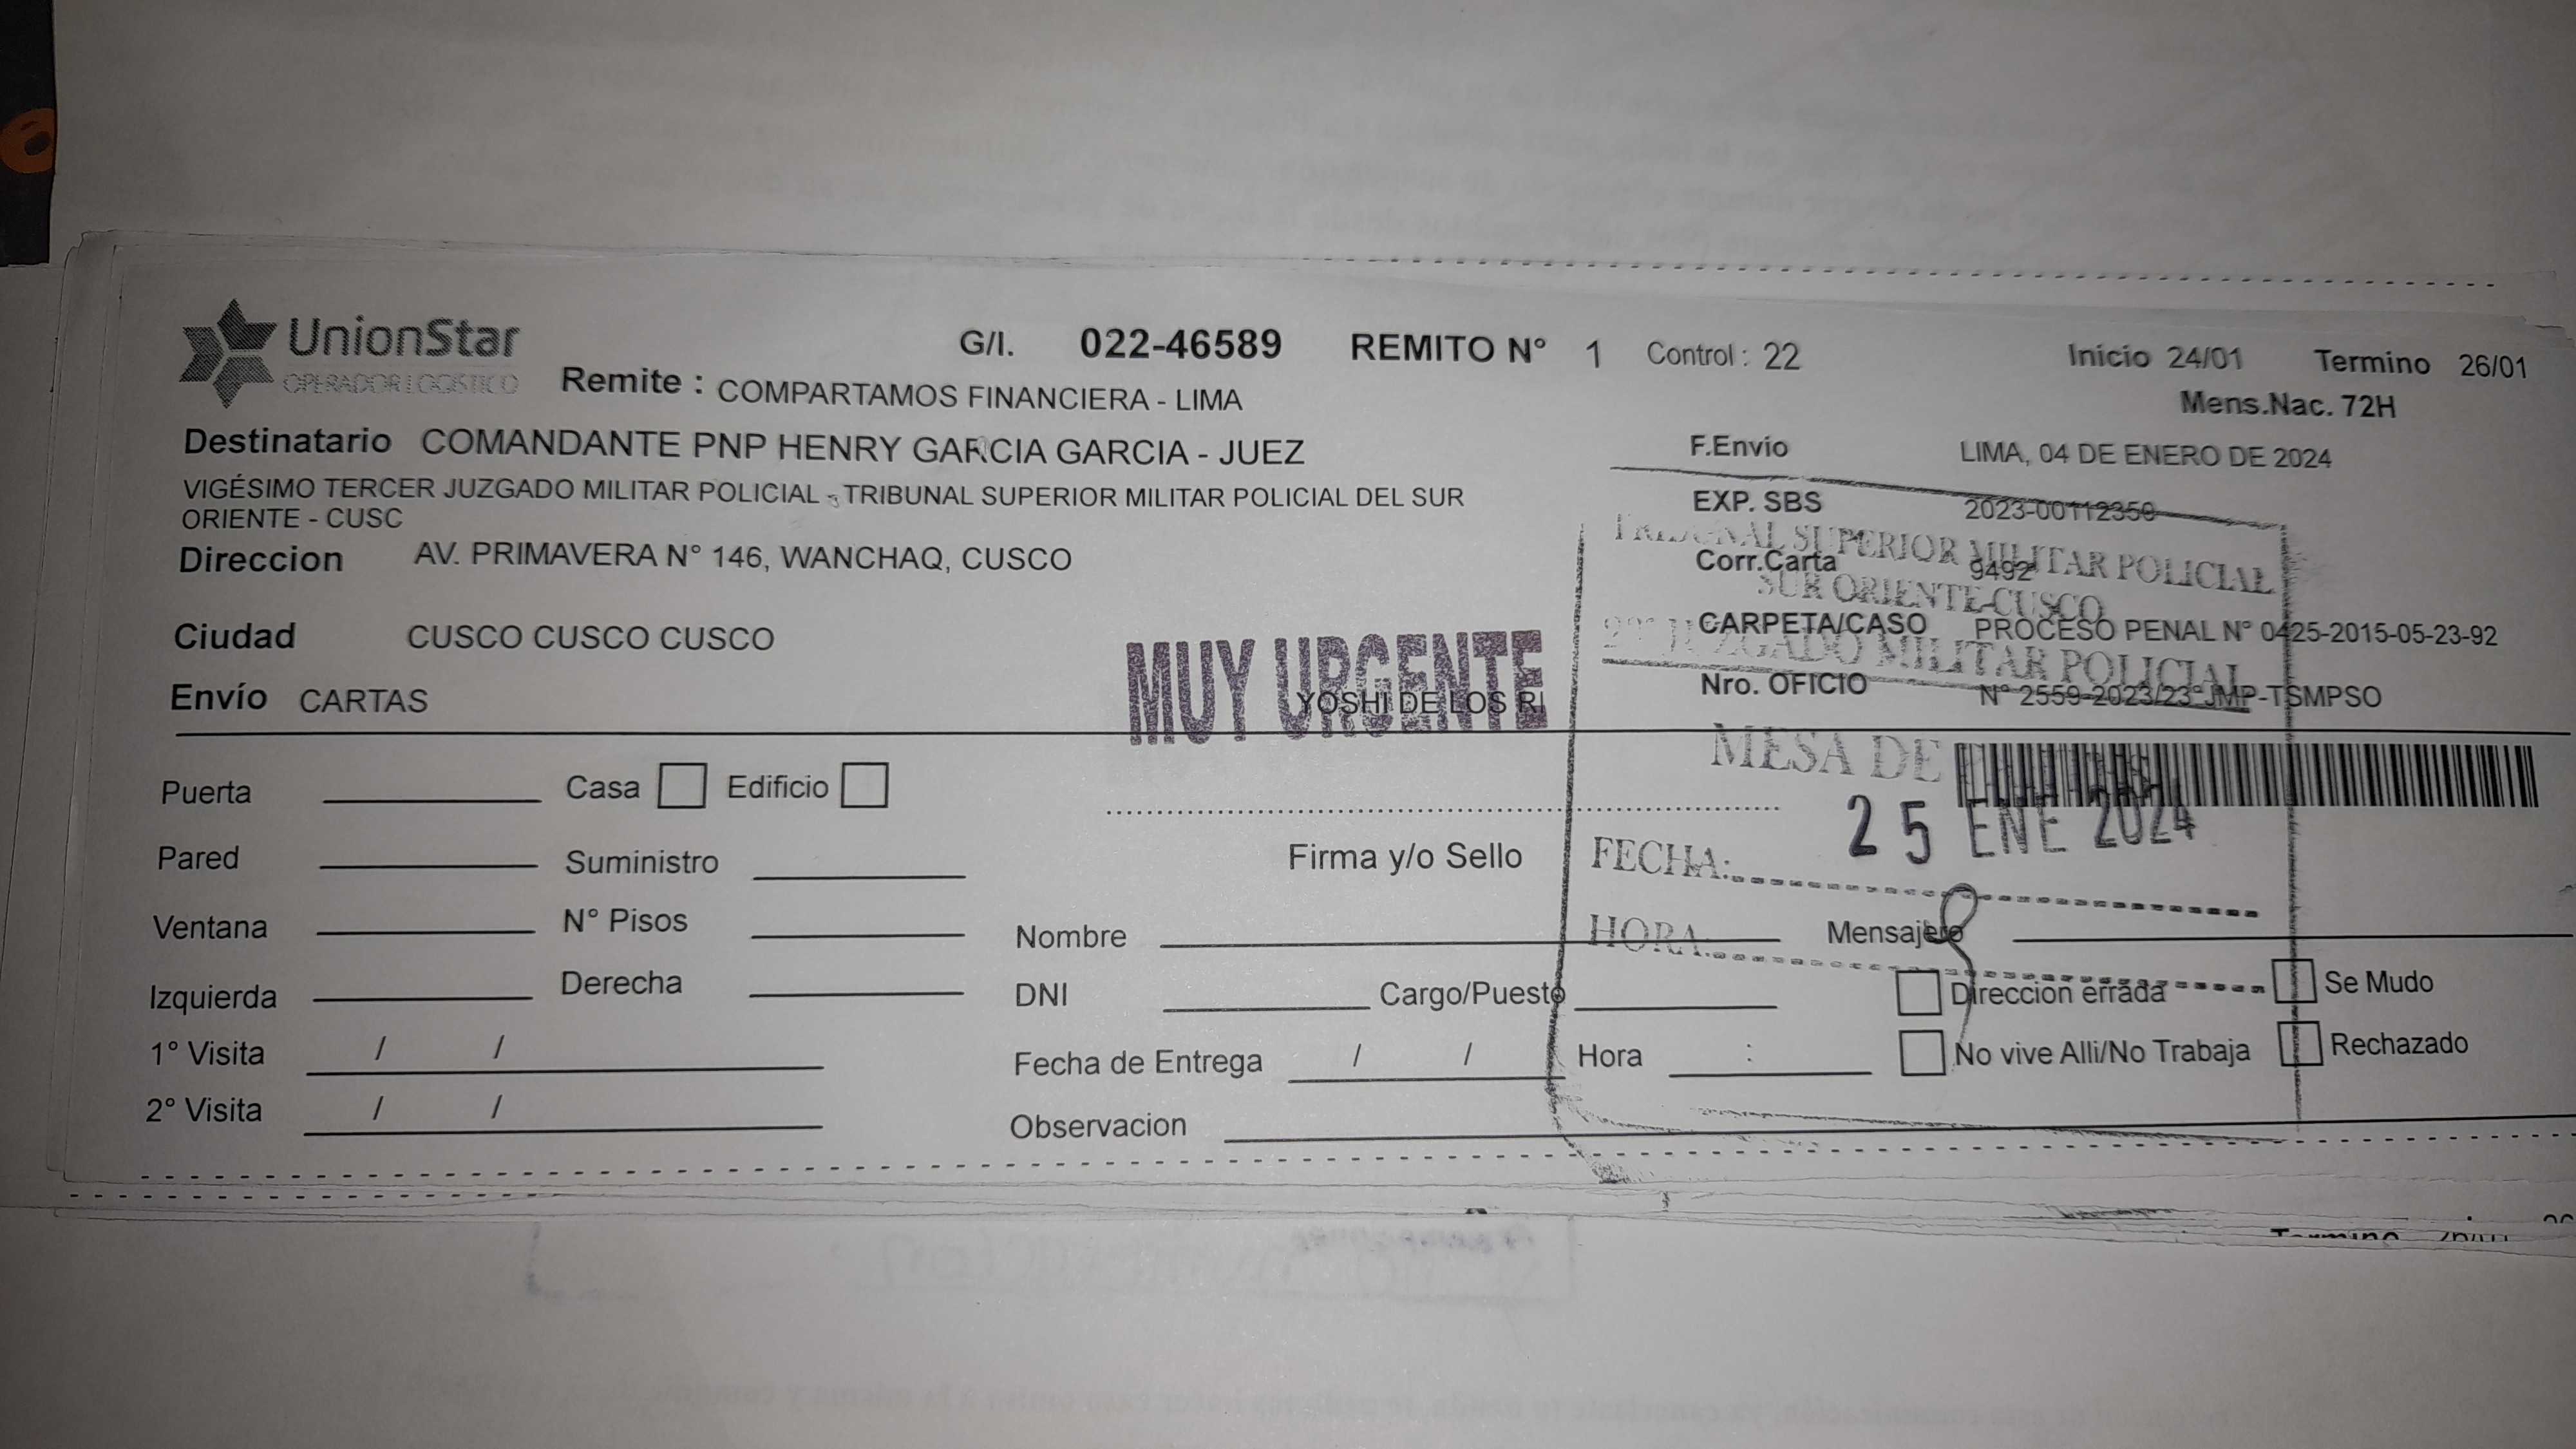 UnionStar
OPERADOR LOGISTICO
G/I. 022-46589 REMITO N° 1 Control : 22 Inicio 24/01 Termino 26/01
Remite : COMPARTAMOS FINANCIERA - LIMA Mens.Nac. 72H
Destinatario COMANDANTE PNP HENRY GARCIA GARCIA - JUEZ F.Envío LIMA, 04 DE ENERO DE 2024
VIGÉSIMO TERCER JUZGADO MILITAR POLICIAL - TRIBUNAL SUPERIOR MILITAR POLICIAL DEL SUR
ORIENTE - CUSC
EXP. SBS 2023-00112350
Direccion AV. PRIMAVERA N° 146, WANCHAQ, CUSCO Corr.Carta 9492
TRIBUNAL SUPERIOR MILITAR POLICIAL
SUR ORIENTE-CUSCO
Ciudad CUSCO CUSCO CUSCO CARPETA/CASO PROCESO PENAL N° 0425-2015-05-23-92
JUZGADO MILITAR POLICIAL
MUY URGENTE
Envío CARTAS YOSHI DE LOS RI Nro. OFICIO N° 2559-2023/23°JMP-TSMPSO
MESA DE
25 ENE 2024
Puerta Casa Edificio
Pared Suministro Firma y/o Sello FECHA:
Ventana N° Pisos Nombre HORA: Mensajero
Izquierda Derecha DNI Cargo/Puesto Direccion errada Se Mudo
1° Visita / / Fecha de Entrega / / Hora : No vive Alli/No Trabaja Rechazado
2° Visita / / Observacion
Termino